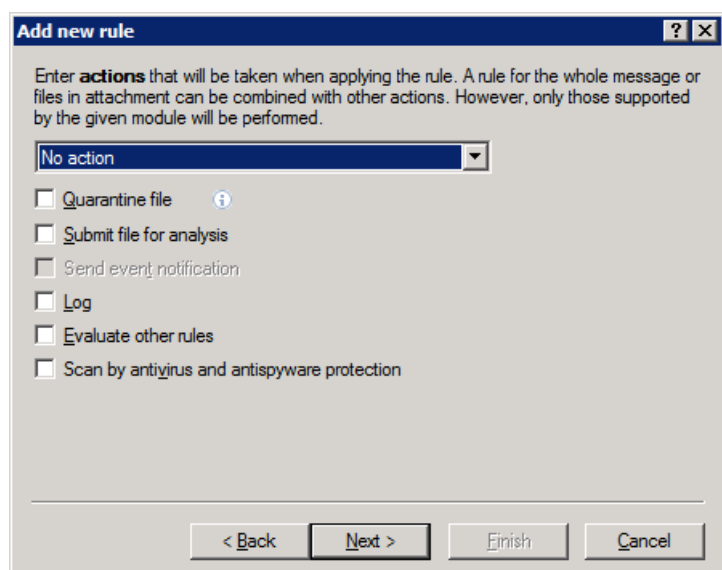 Add new rule
Enter actions that will be taken when applying the rule. A rule for the whole message or
files in attachment can be combined with other actions. However, only those supported
by the given module will be performed.
No action
Quarantine file
Submit file for analysis
Send event notification
Log
Evaluate other rules
Scan by antivirus and antispyware protection
< Back Next > Finish Cancel